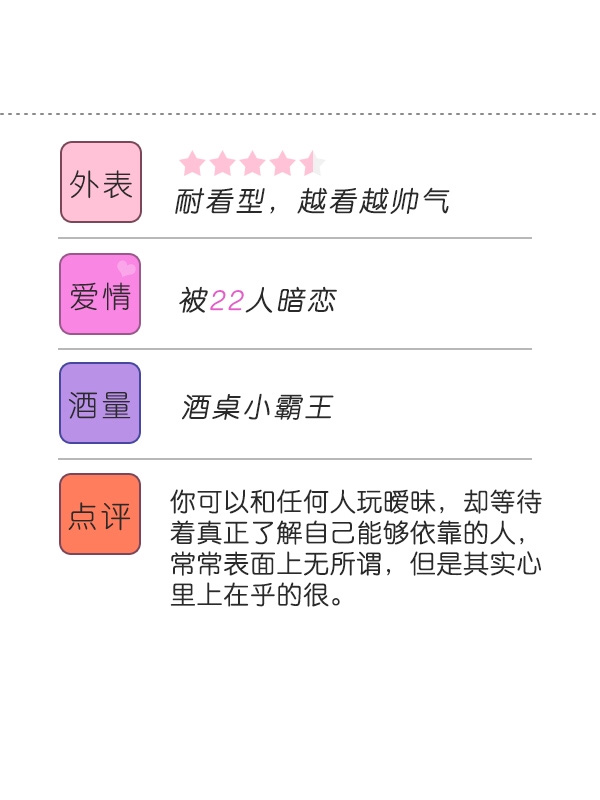 外表
耐看型，越看越帅气
爱情
被22人暗恋
酒量
酒桌小霸王
点评
你可以和任何人玩暧昧，却等待
着真正了解自己能够依靠的人，
常常表面上无所谓，但是其实心
里上在乎的很。